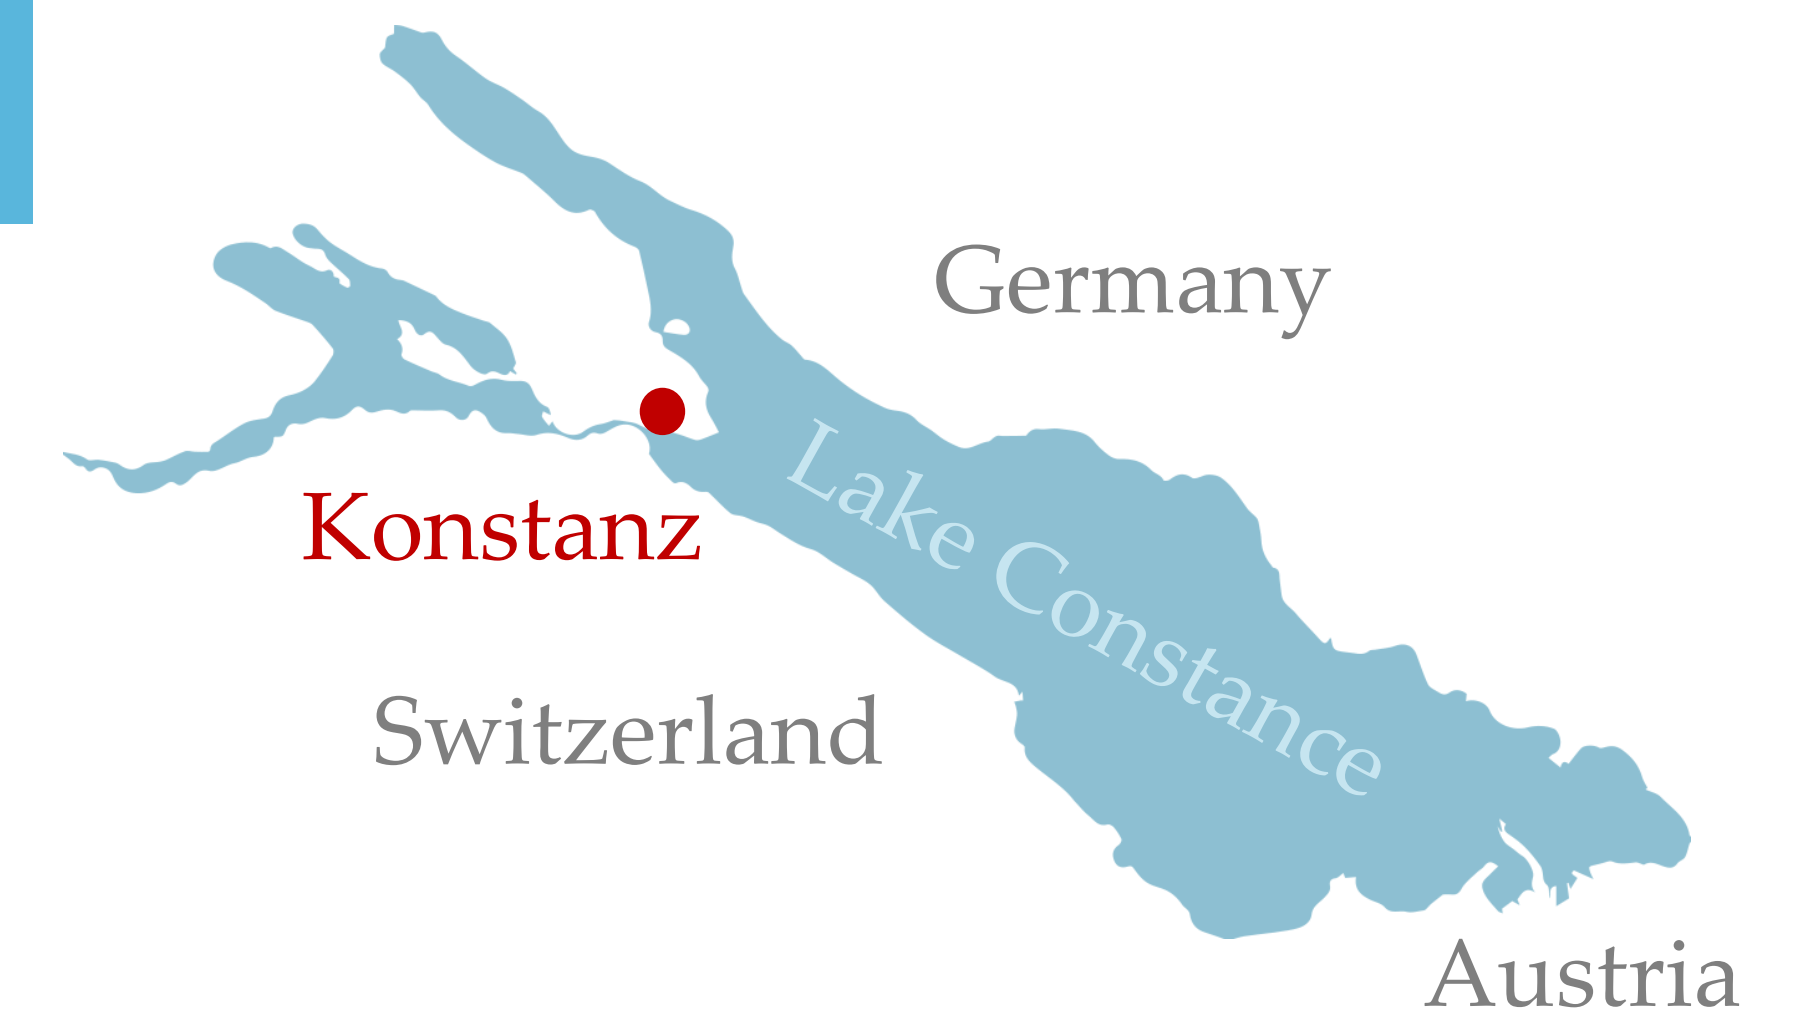 Germany
Lake Constance
Konstanz
Switzerland
Austria